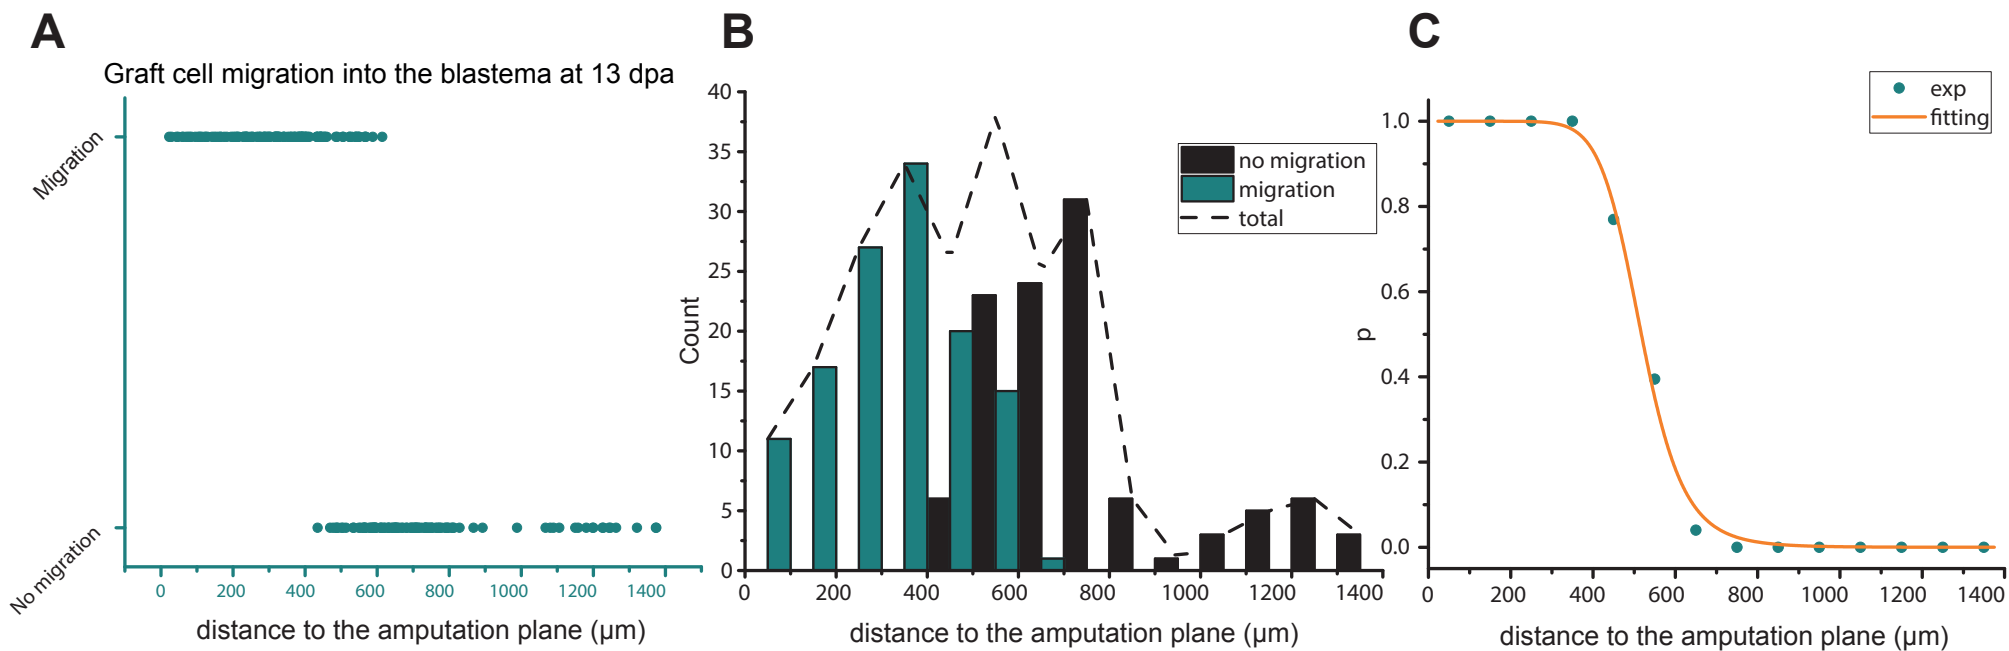 A
Graft cell migration into the blastema at 13 dpa
Migration
No migration
0 200 400 600 800 1000 1200 1400
distance to the amputation plane (µm)
B
40
35
30
25
20
15
10
5
0
Count
no migration
migration
total
0 200 400 600 800 1000 1200 1400
distance to the amputation plane (µm)
C
exp
fitting
1.0
0.8
0.6
0.4
0.2
0.0
p
0 200 400 600 800 1000 1200 1400
distance to the amputation plane (µm)